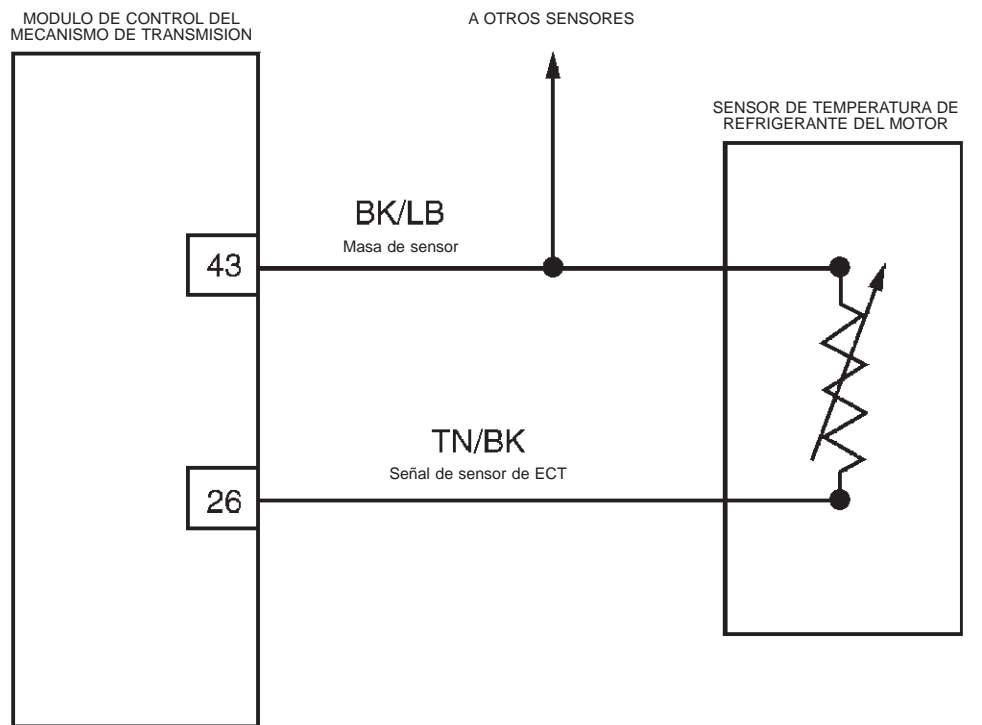 MODULO DE CONTROL DEL
MECANISMO DE TRANSMISION
A OTROS SENSORES
SENSOR DE TEMPERATURA DE
REFRIGERANTE DEL MOTOR
BK/LB
Masa de sensor
43
TN/BK
Señal de sensor de ECT
26